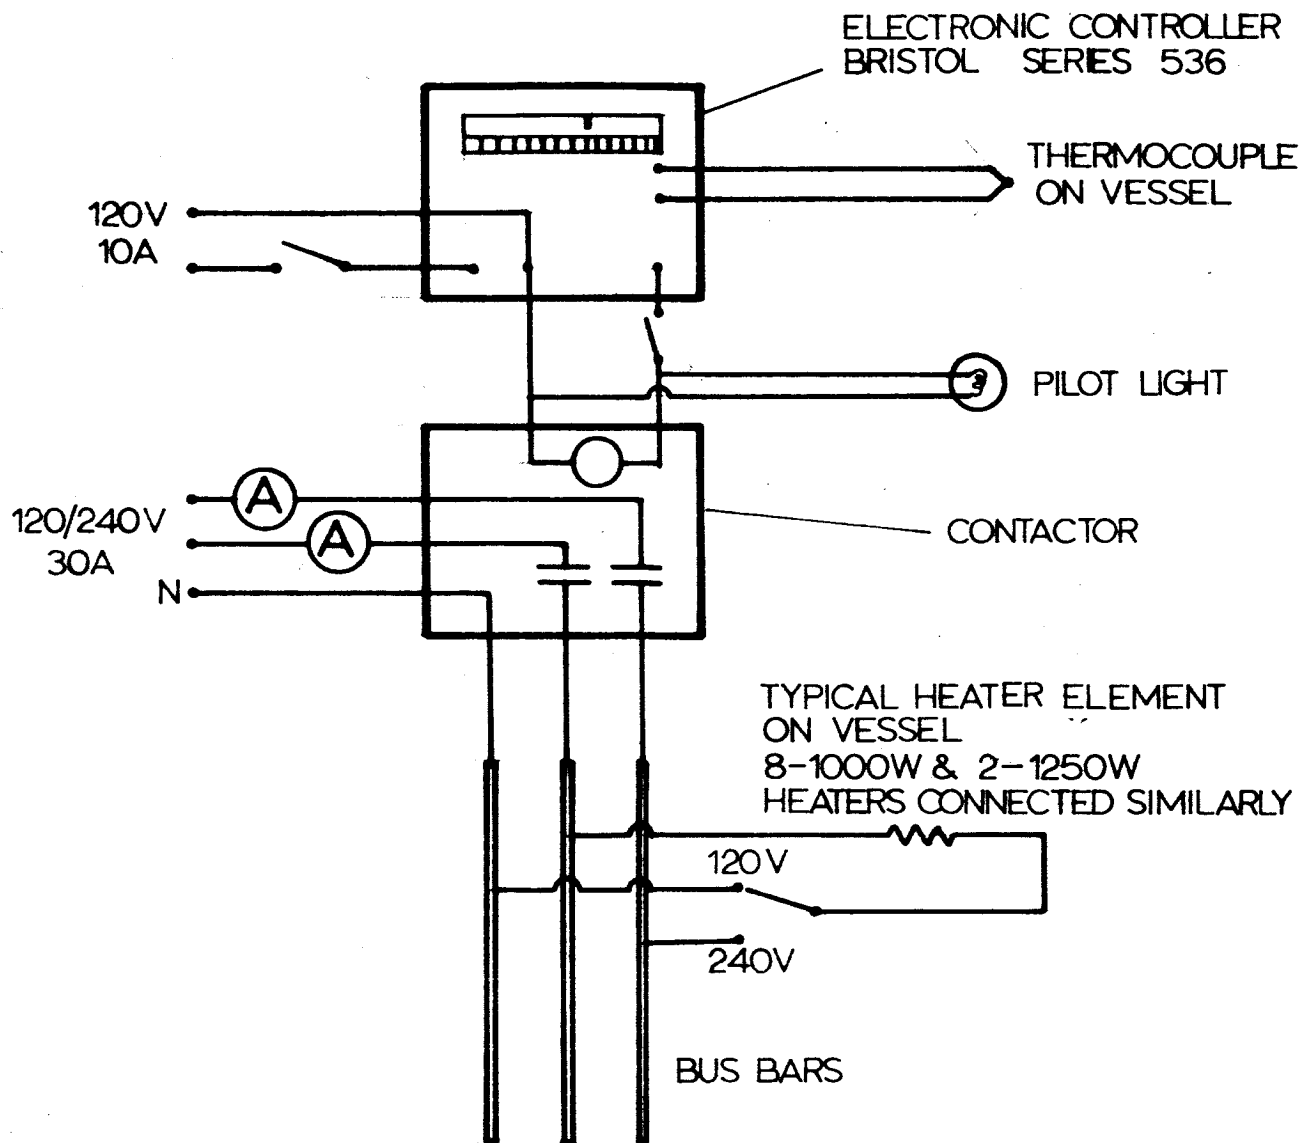 ELECTRONIC CONTROLLER
BRISTOL SERIES 536
THERMOCOUPLE
ON VESSEL
120V
10A
PILOT LIGHT
A
A
120/240V
30A
N
CONTACTOR
TYPICAL HEATER ELEMENT
ON VESSEL
8-1000W & 2-1250W
HEATERS CONNECTED SIMILARLY
120V
240V
BUS BARS